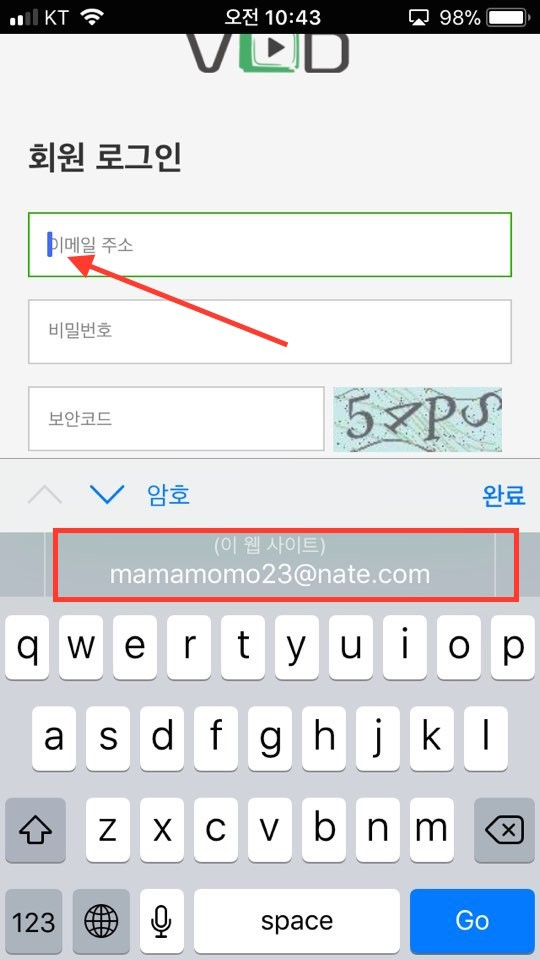 KT 오전 10:43 98%
VOD
회원 로그인
이메일 주소
비밀번호
보안코드 54PS
암호 완료
(이 웹 사이트)
mamamomo23@nate.com
q w e r t y u i o p
a s d f g h j k l
z x c v b n m
123 space Go